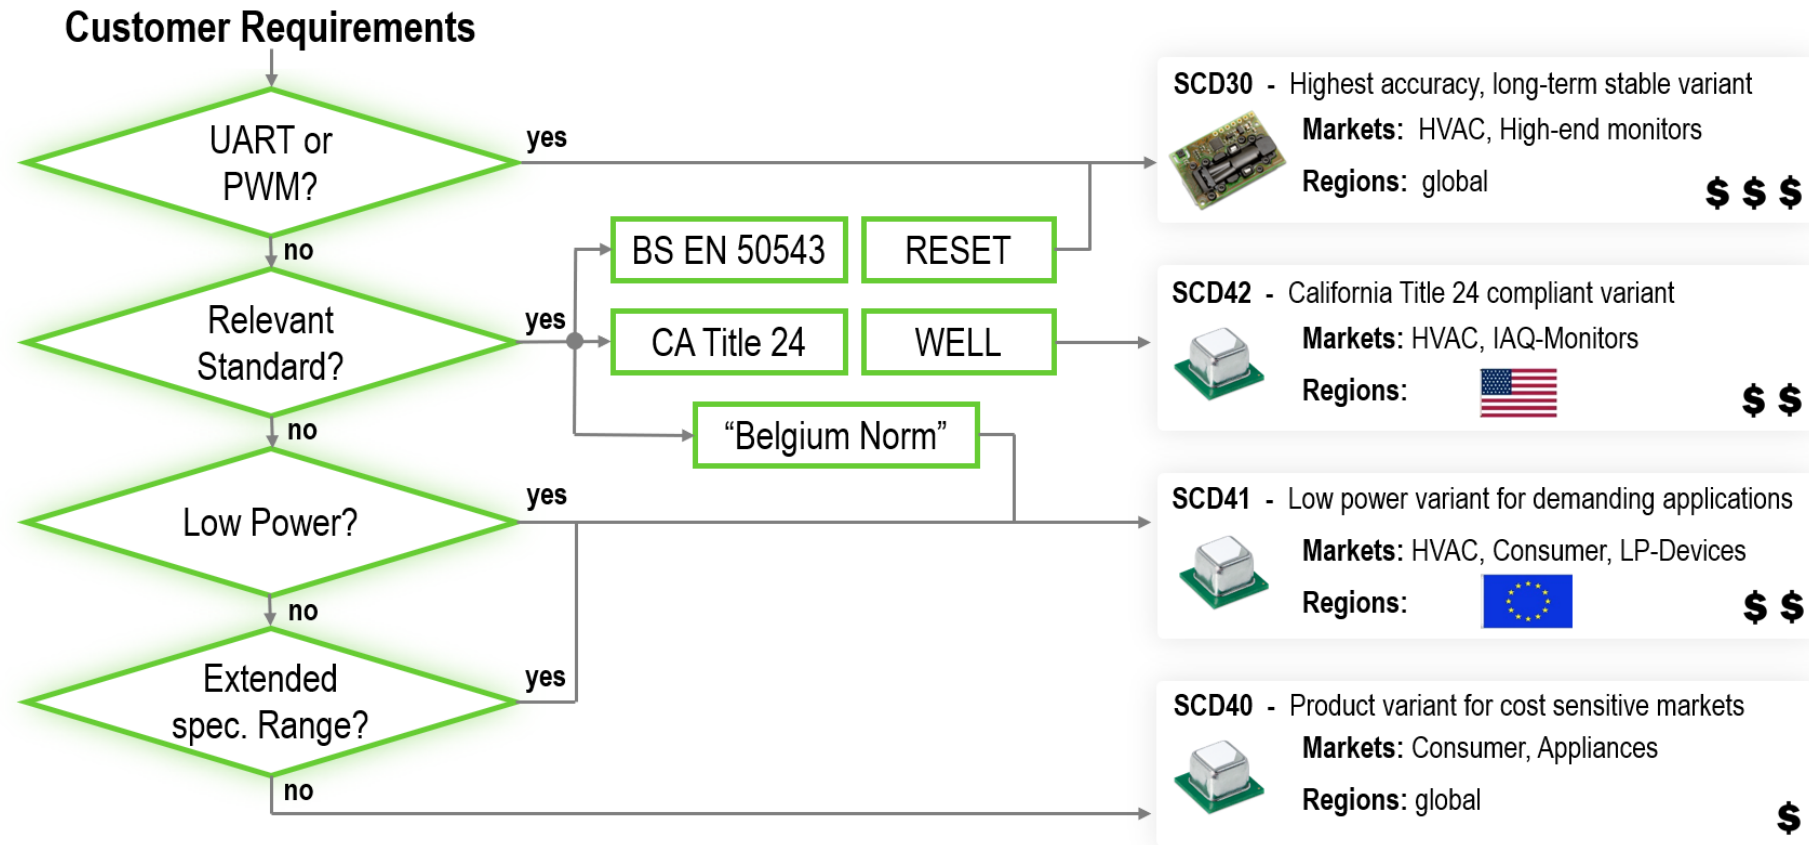 Customer Requirements
UART or
PWM?
yes
no
Relevant
Standard?
yes
no
BS EN 50543
RESET
CA Title 24
WELL
“Belgium Norm”
Low Power?
yes
no
Extended
spec. Range?
yes
no
SCD30 - Highest accuracy, long-term stable variant
Markets: HVAC, High-end monitors
Regions: global
$ $ $
SCD42 - California Title 24 compliant variant
Markets: HVAC, IAQ-Monitors
Regions:
$ $
SCD41 - Low power variant for demanding applications
Markets: HVAC, Consumer, LP-Devices
Regions:
$ $
SCD40 - Product variant for cost sensitive markets
Markets: Consumer, Appliances
Regions: global
$